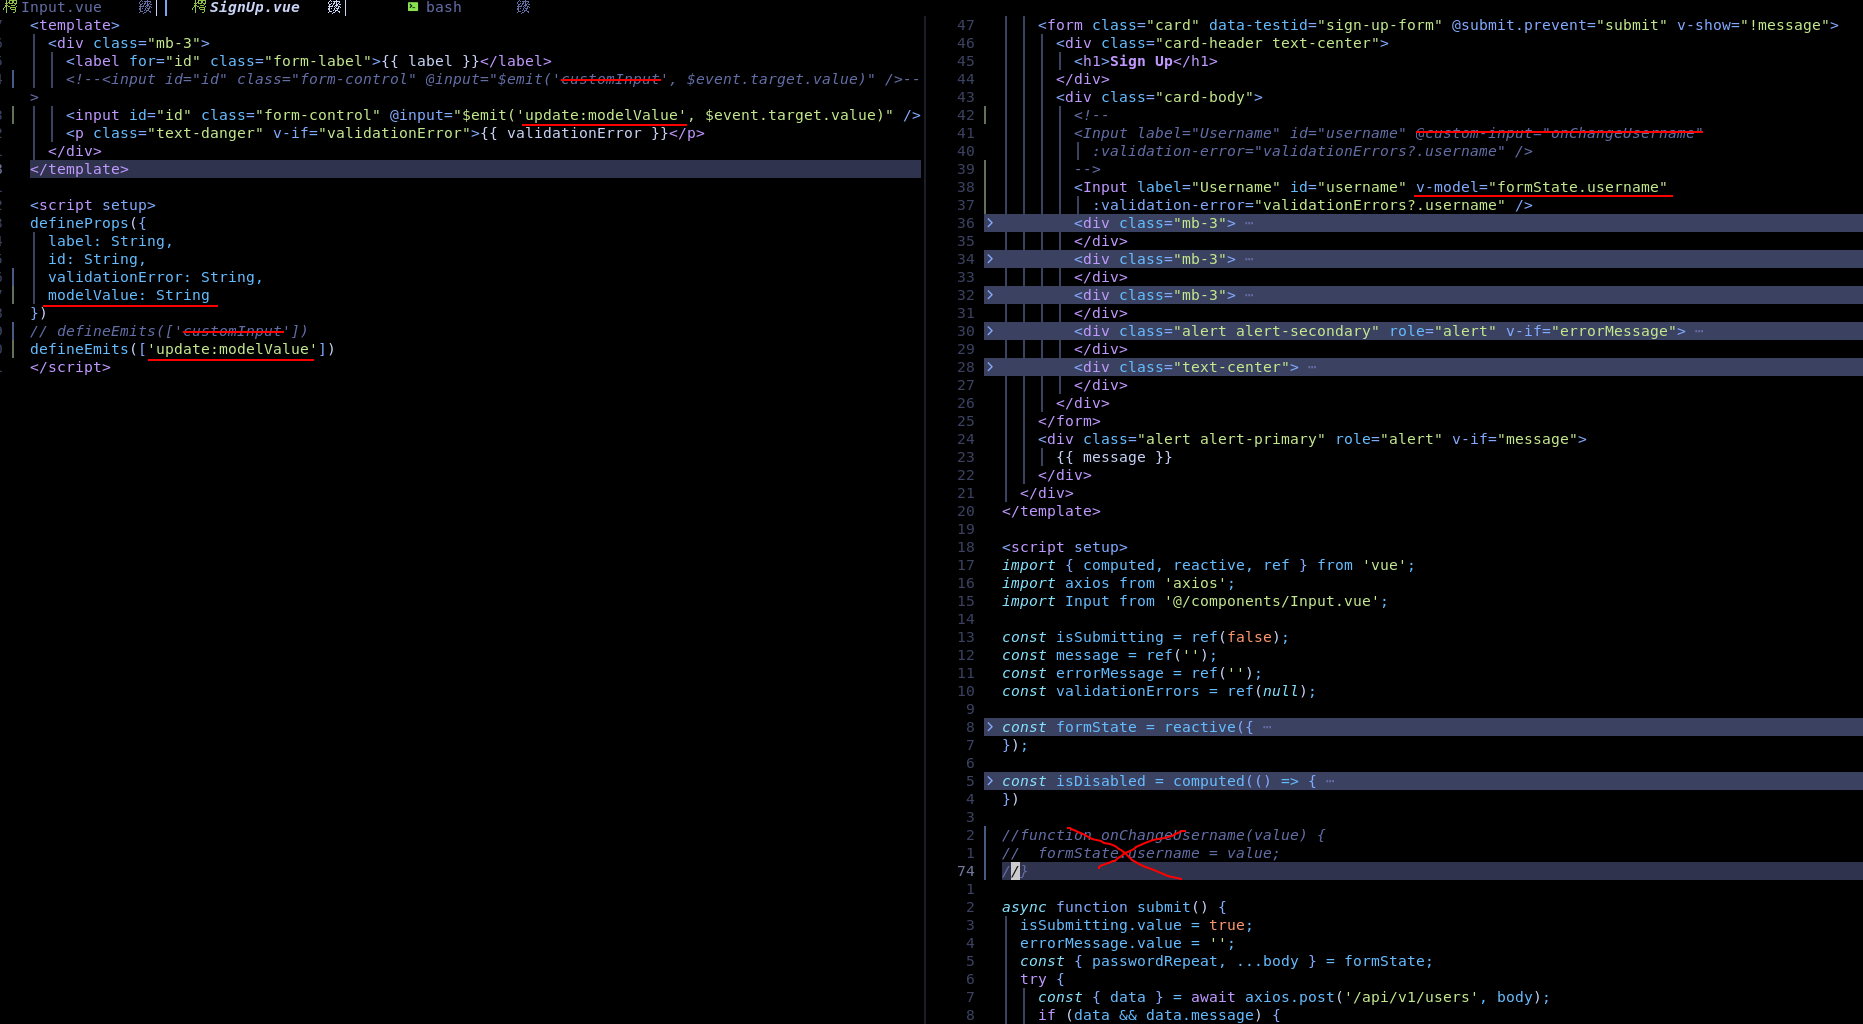 Input.vue
SignUp.vue
bash
<template>
<div class="mb-3">
<label for="id" class="form-label">{{ label }}</label>
<!--<input id="id" class="form-control" @input="$emit('customInput', $event.target.value)" />--
>
<input id="id" class="form-control" @input="$emit('update:modelValue', $event.target.value)" />
<p class="text-danger" v-if="validationError">{{ validationError }}</p>
</div>
</template>
<script setup>
defineProps({
label: String,
id: String,
validationError: String,
modelValue: String
})
// defineEmits(['customInput'])
defineEmits(['update:modelValue'])
</script>
47 <form class="card" data-testid="sign-up-form" @submit.prevent="submit" v-show="!message">
46 <div class="card-header text-center">
45 <h1>Sign Up</h1>
44 </div>
43 <div class="card-body">
42 <!--
41 <Input label="Username" id="username" @custom-input="onChangeUsername"
40 :validation-error="validationErrors?.username" />
39 -->
38 <Input label="Username" id="username" v-model="formState.username"
37 :validation-error="validationErrors?.username" />
36 <div class="mb-3"> ⋯
35 </div>
34 <div class="mb-3"> ⋯
33 </div>
32 <div class="mb-3"> ⋯
31 </div>
30 <div class="alert alert-secondary" role="alert" v-if="errorMessage"> ⋯
29 </div>
28 <div class="text-center"> ⋯
27 </div>
26 </div>
25 </form>
24 <div class="alert alert-primary" role="alert" v-if="message">
23 {{ message }}
22 </div>
21 </div>
20 </template>
19
18 <script setup>
17 import { computed, reactive, ref } from 'vue';
16 import axios from 'axios';
15 import Input from '@/components/Input.vue';
14
13 const isSubmitting = ref(false);
12 const message = ref('');
11 const errorMessage = ref('');
10 const validationErrors = ref(null);
9
8 const formState = reactive({ ⋯
7 });
6
5 const isDisabled = computed(() => { ⋯
4 })
3
2 //function onChangeUsername(value) {
1 //  formState.username = value;
74 //}
1
2 async function submit() {
3 isSubmitting.value = true;
4 errorMessage.value = '';
5 const { passwordRepeat, ...body } = formState;
6 try {
7 const { data } = await axios.post('/api/v1/users', body);
8 if (data && data.message) {